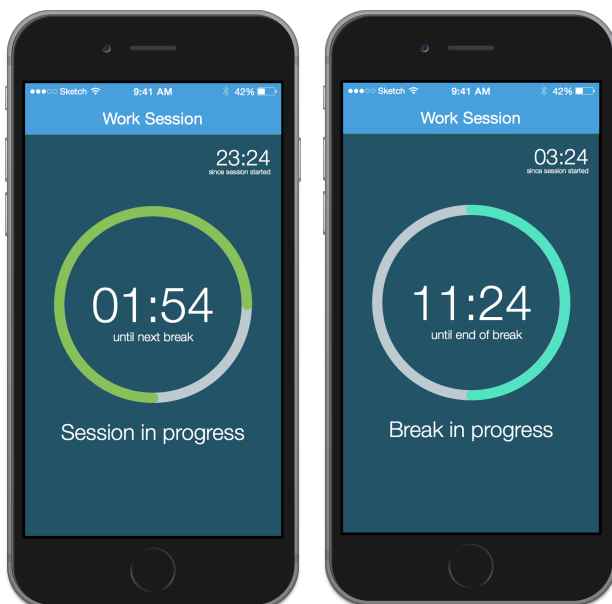 Sketch 9:41 AM 42%
Work Session
23:24
since session started
01:54
until next break
Session in progress
Sketch 9:41 AM 42%
Work Session
03:24
since session started
11:24
until end of break
Break in progress